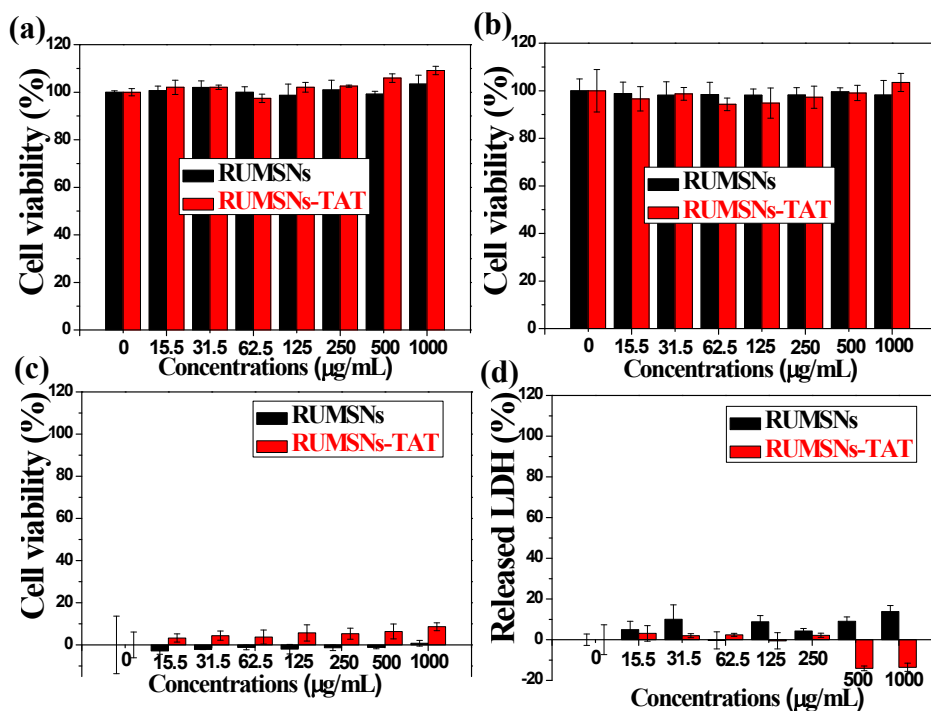 (a)
Cell viability (%)
120
100
80
60
40
20
0
RUMSNs
RUMSNs-TAT
0 15.5 31.5 62.5 125 250 500 1000
Concentrations (µg/mL)
(b)
Cell viability (%)
120
100
80
60
40
20
0
RUMSNs
RUMSNs-TAT
0 15.5 31.5 62.5 125 250 500 1000
Concentrations (µg/mL)
(c)
Cell viability (%)
120
100
80
60
40
20
0
RUMSNs
RUMSNs-TAT
0 15.5 31.5 62.5 125 250 500 1000
Concentrations (µg/mL)
(d)
Released LDH (%)
120
100
80
60
40
20
0
-20
RUMSNs
RUMSNs-TAT
0 15.5 31.5 62.5 125 250 500 1000
Concentrations (µg/mL)